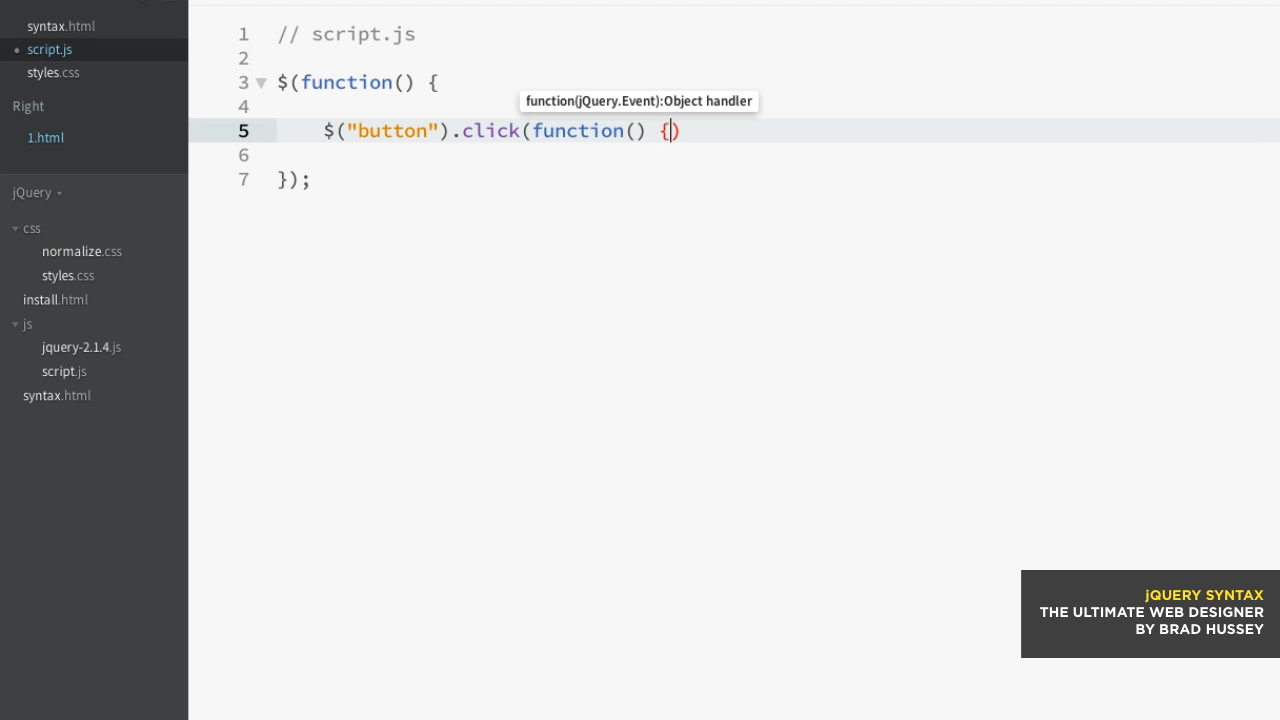 syntax.html
script.js
styles.css
Right
1.html
jQuery
css
normalize.css
styles.css
install.html
js
jquery-2.1.4.js
script.js
syntax.html
1 // script.js
2
3 $(function() {
4
function(jQuery.Event):Object handler
5 $("button").click(function() {)
6
7 });
jQUERY SYNTAX
THE ULTIMATE WEB DESIGNER
BY BRAD HUSSEY